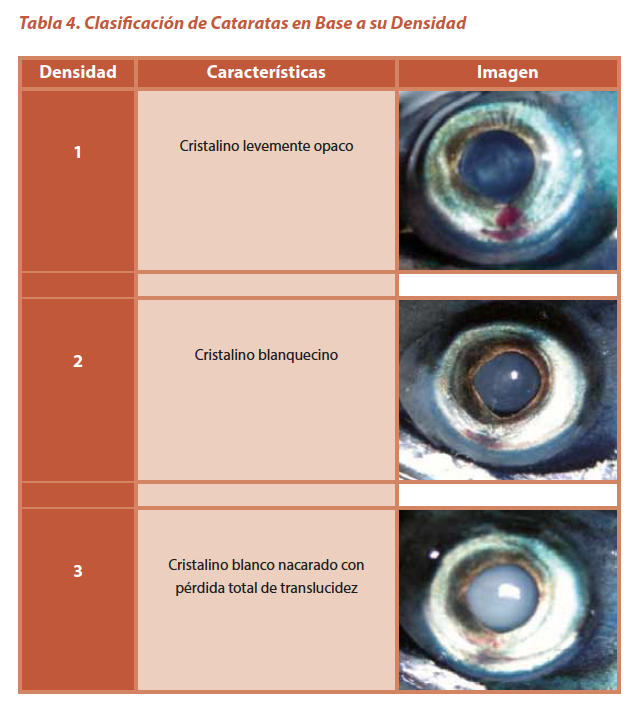 Tabla 4. Clasificación de Cataratas en Base a su Densidad
Densidad Características Imagen
1 Cristalino levemente opaco
2 Cristalino blanquecino
3 Cristalino blanco nacarado con
pérdida total de translucidez